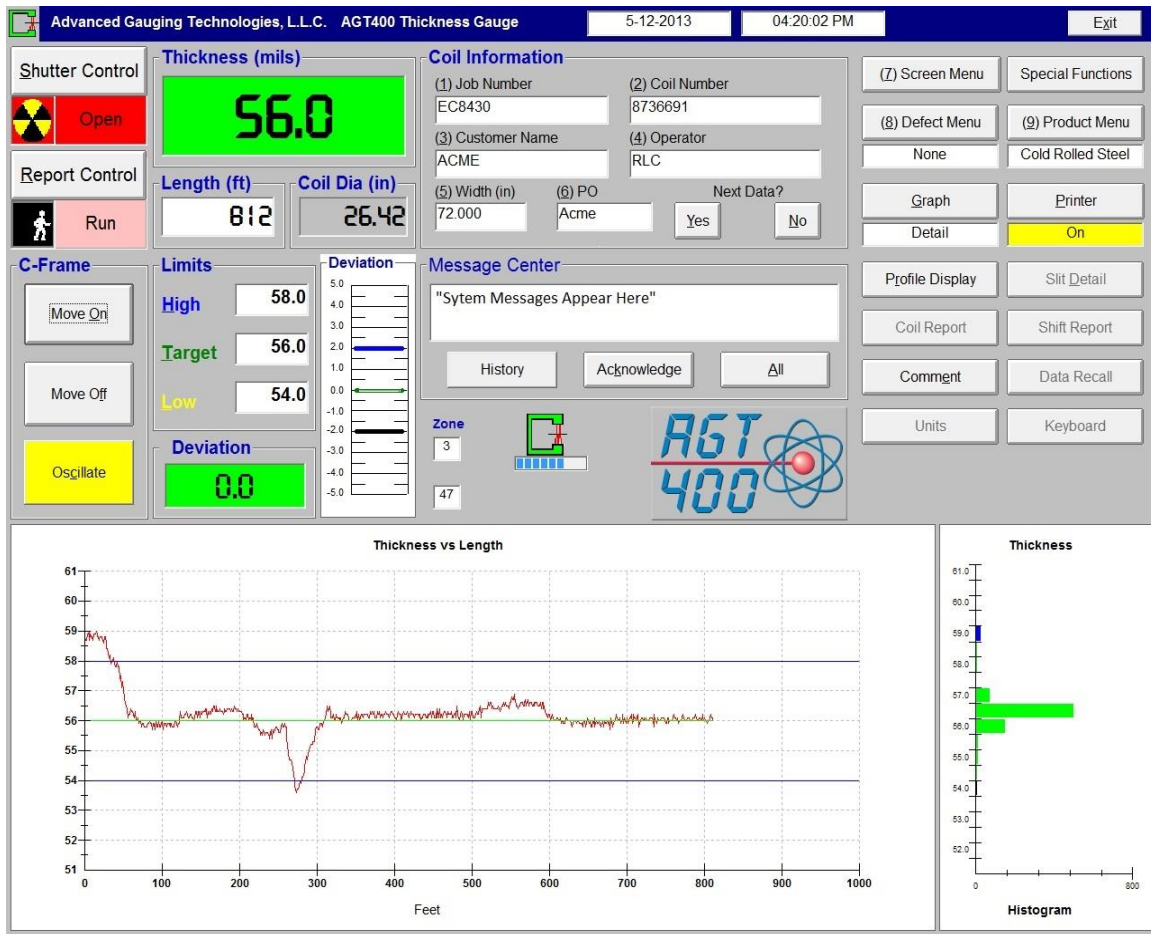 Advanced Gauging Technologies, L.L.C. AGT400 Thickness Gauge
5-12-2013
04:20:02 PM
Exit
Shutter Control
Open
Report Control
Run
Thickness (mils)
56.0
Length (ft)
812
Coil Dia (in)
26.42
Coil Information
(1) Job Number
EC8430
(2) Coil Number
8736691
(3) Customer Name
ACME
(4) Operator
RLC
(5) Width (in)
72.000
(6) PO
Acme
Next Data?
Yes
No
(7) Screen Menu
Special Functions
(8) Defect Menu
None
(9) Product Menu
Cold Rolled Steel
Graph
Detail
Printer
On
Profile Display
Slit Detail
Coil Report
Shift Report
Comment
Data Recall
Units
Keyboard
C-Frame
Move On
Move Off
Oscillate
Limits
High
58.0
Target
56.0
Low
54.0
Deviation
0.0
Deviation
5.0
4.0
3.0
2.0
1.0
0.0
-1.0
-2.0
-3.0
-4.0
-5.0
Message Center
"Sytem Messages Appear Here"
History
Acknowledge
All
Zone
3
47
AGT
400
Thickness vs Length
61
60
59
58
57
56
55
54
53
52
51
0 100 200 300 400 500 600 700 800 900 1000
Feet
Thickness
61.0
60.0
59.0
58.0
57.0
56.0
55.0
54.0
53.0
52.0
0 800
Histogram